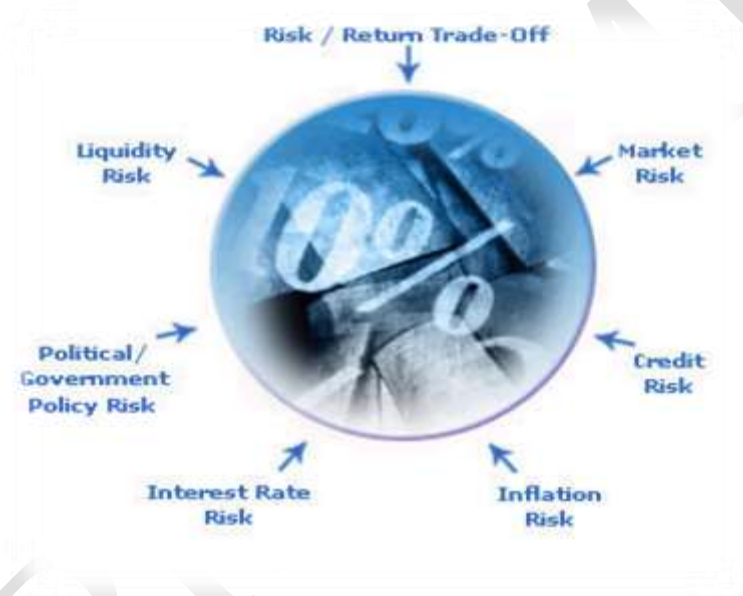 Risk / Return Trade-Off
Liquidity
Risk
Market
Risk
Political/
Government
Policy Risk
Credit
Risk
Interest Rate
Risk
Inflation
Risk